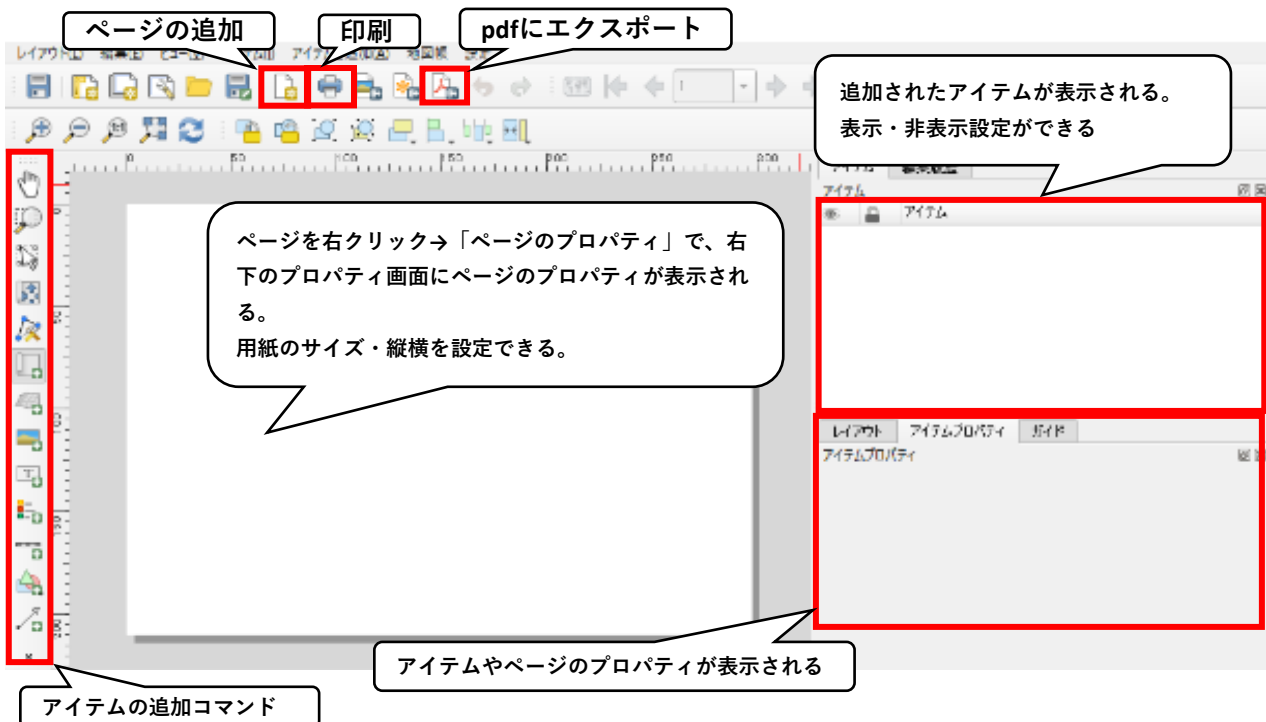 ページの追加
印刷
pdfにエクスポート
追加されたアイテムが表示される。
表示・非表示設定ができる
0 50 100 150 200 250 300
アイテム
アイテム
ページを右クリック→「ページのプロパティ」で、右
下のプロパティ画面にページのプロパティが表示され
る。
用紙のサイズ・縦横を設定できる。
レイアウト アイテムプロパティ ガイド
アイテムプロパティ
アイテムやページのプロパティが表示される
アイテムの追加コマンド